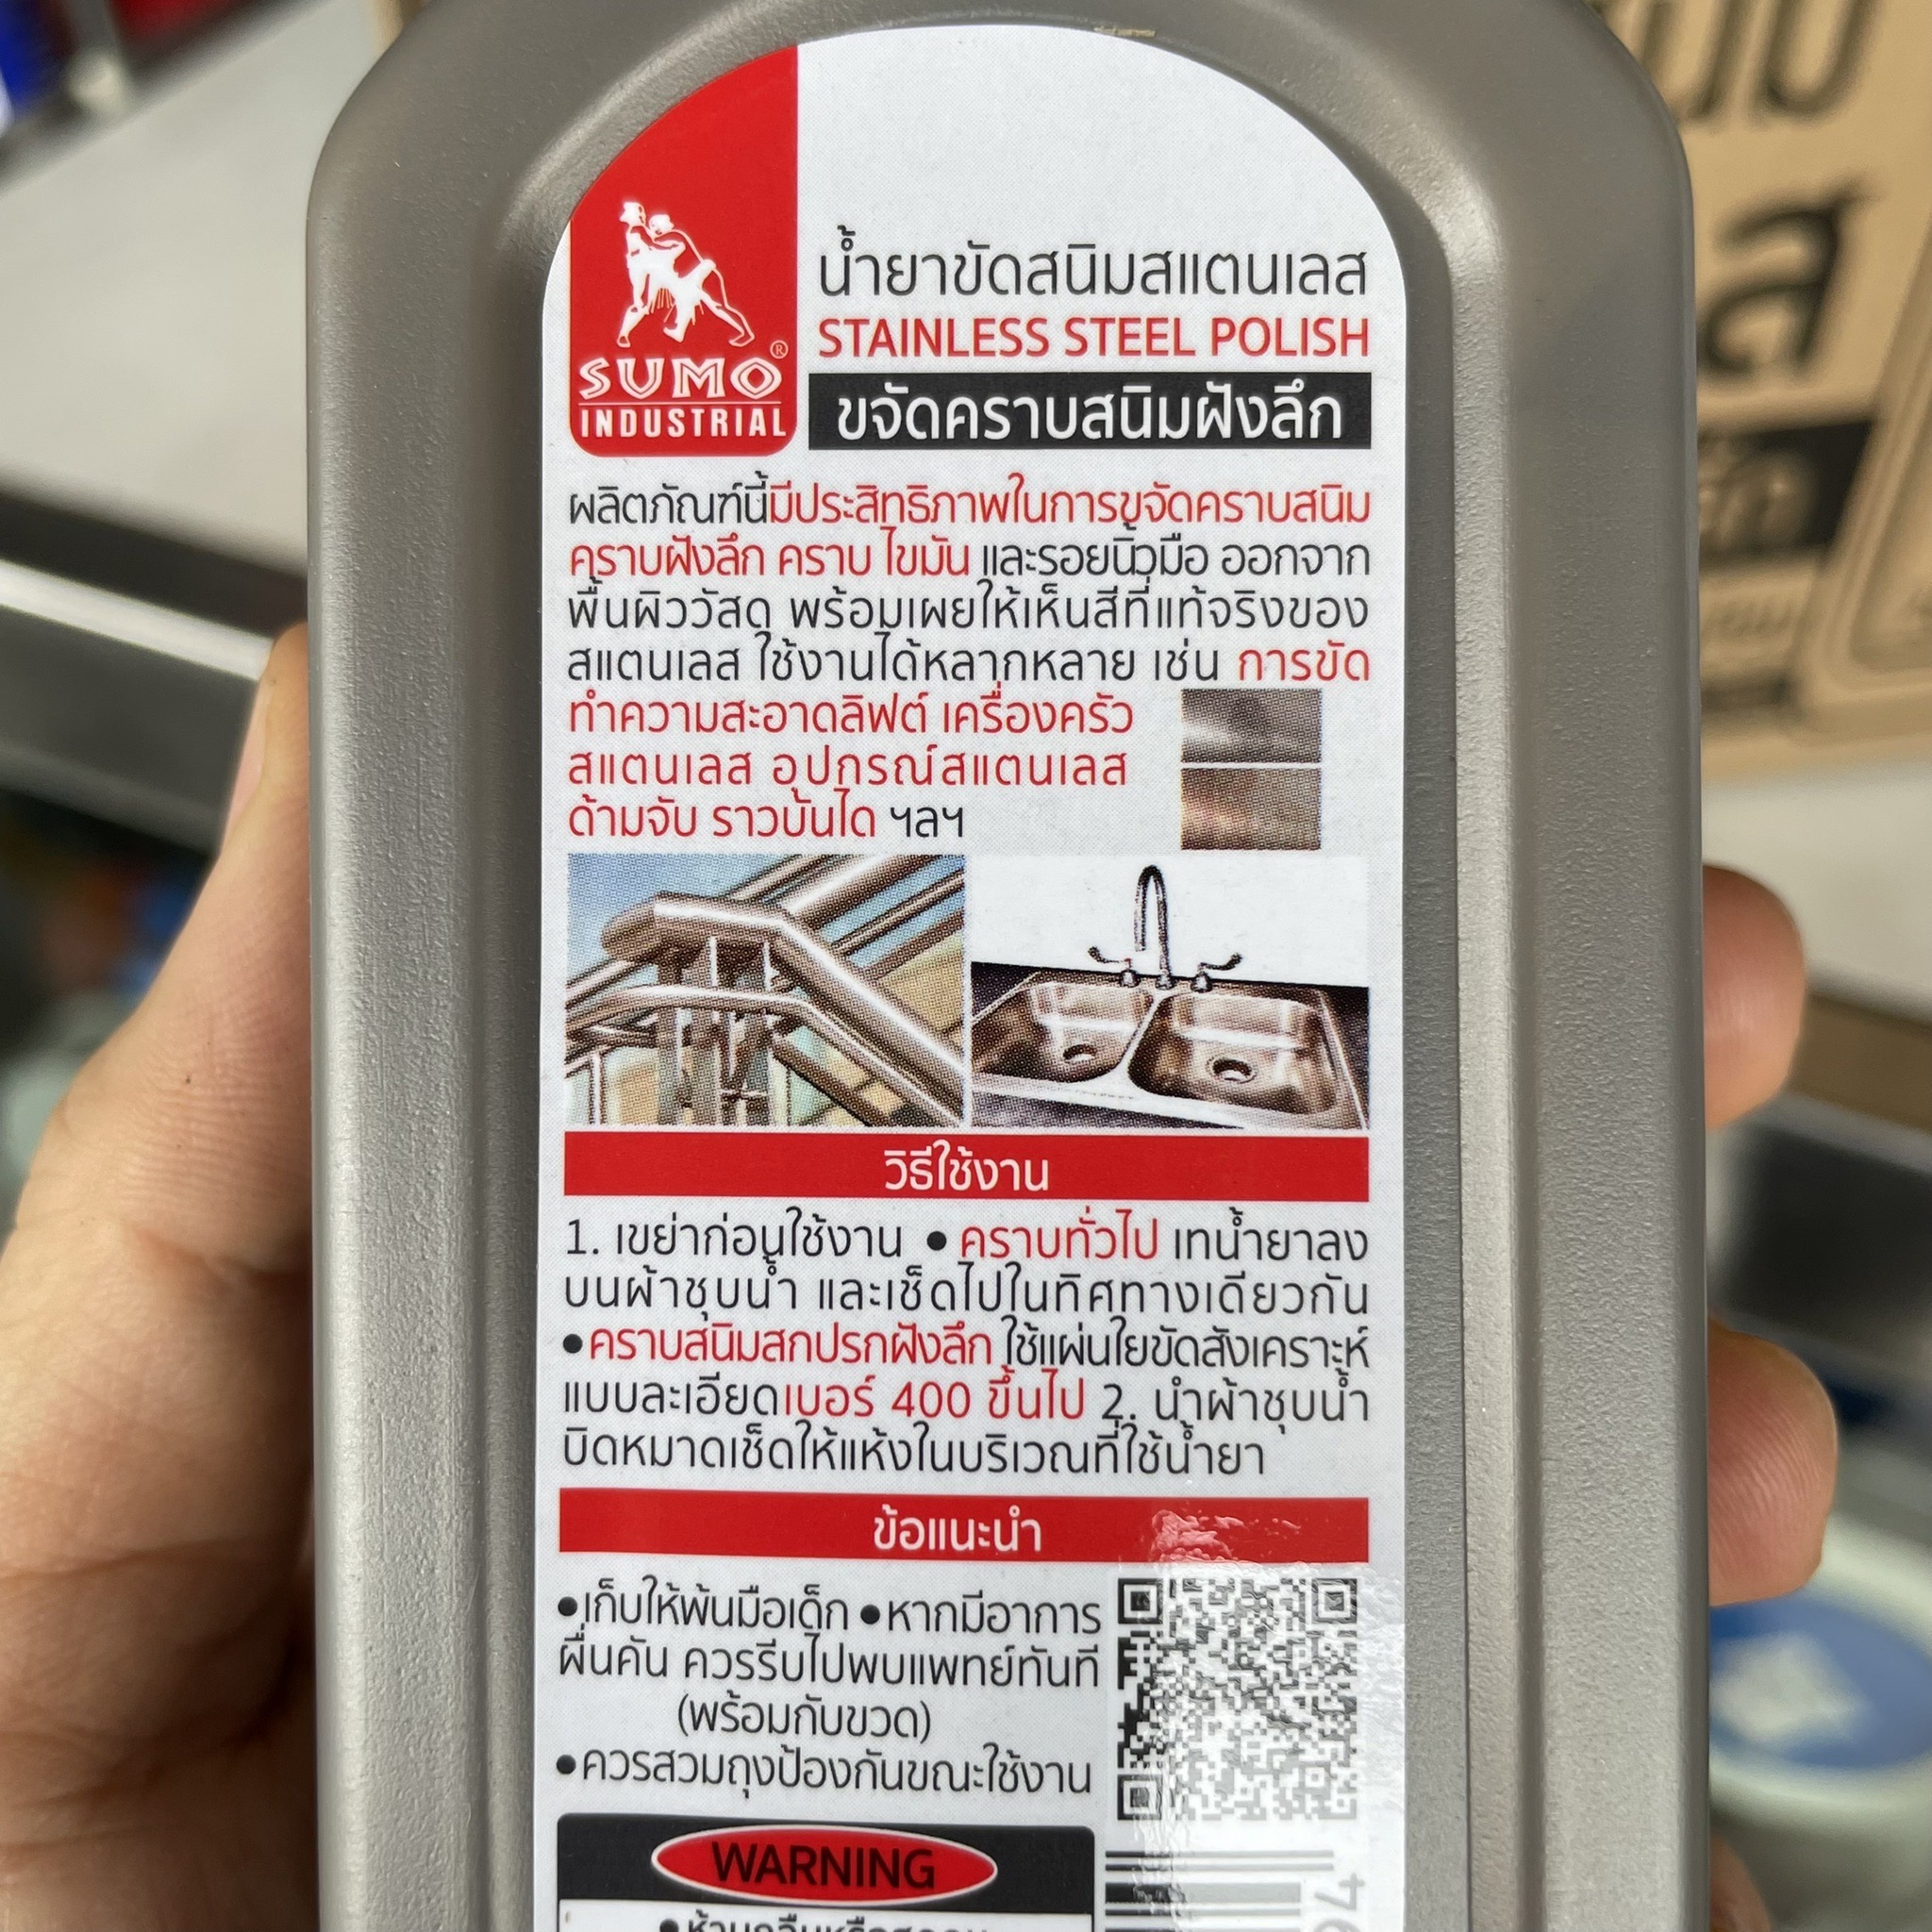 SUMO®
INDUSTRIAL
น้ำยาขัดสนิมสแตนเลส
STAINLESS STEEL POLISH
ขจัดคราบสนิมฝังลึก
ผลิตภัณฑ์นี้มีประสิทธิภาพในการขจัดคราบสนิม
คราบฝังลึก คราบ ไขมัน และรอยนิ้วมือ ออกจาก
พื้นผิววัสดุ พร้อมเผยให้เห็นสีที่แท้จริงของ
สแตนเลส ใช้งานได้หลากหลาย เช่น การขัด
ทำความสะอาดลิฟต์ เครื่องครัว
สแตนเลส อุปกรณ์สแตนเลส
ด้ามจับ ราวบันได ฯลฯ
วิธีใช้งาน
1. เขย่าก่อนใช้งาน • คราบทั่วไป เทน้ำยาลง
บนผ้าชุบน้ำ และเช็ดไปในทิศทางเดียวกัน
•คราบสนิมสกปรกฝังลึก ใช้แผ่นใยขัดสังเคราะห์
แบบละเอียดเบอร์ 400 ขึ้นไป 2. นำผ้าชุบน้ำ
บิดหมาดเช็ดให้แห้งในบริเวณที่ใช้น้ำยา
ข้อแนะนำ
•เก็บให้พ้นมือเด็ก •หากมีอาการ
ผื่นคัน ควรรีบไปพบแพทย์ทันที
(พร้อมกับขวด)
•ควรสวมถุงป้องกันขณะใช้งาน
WARNING